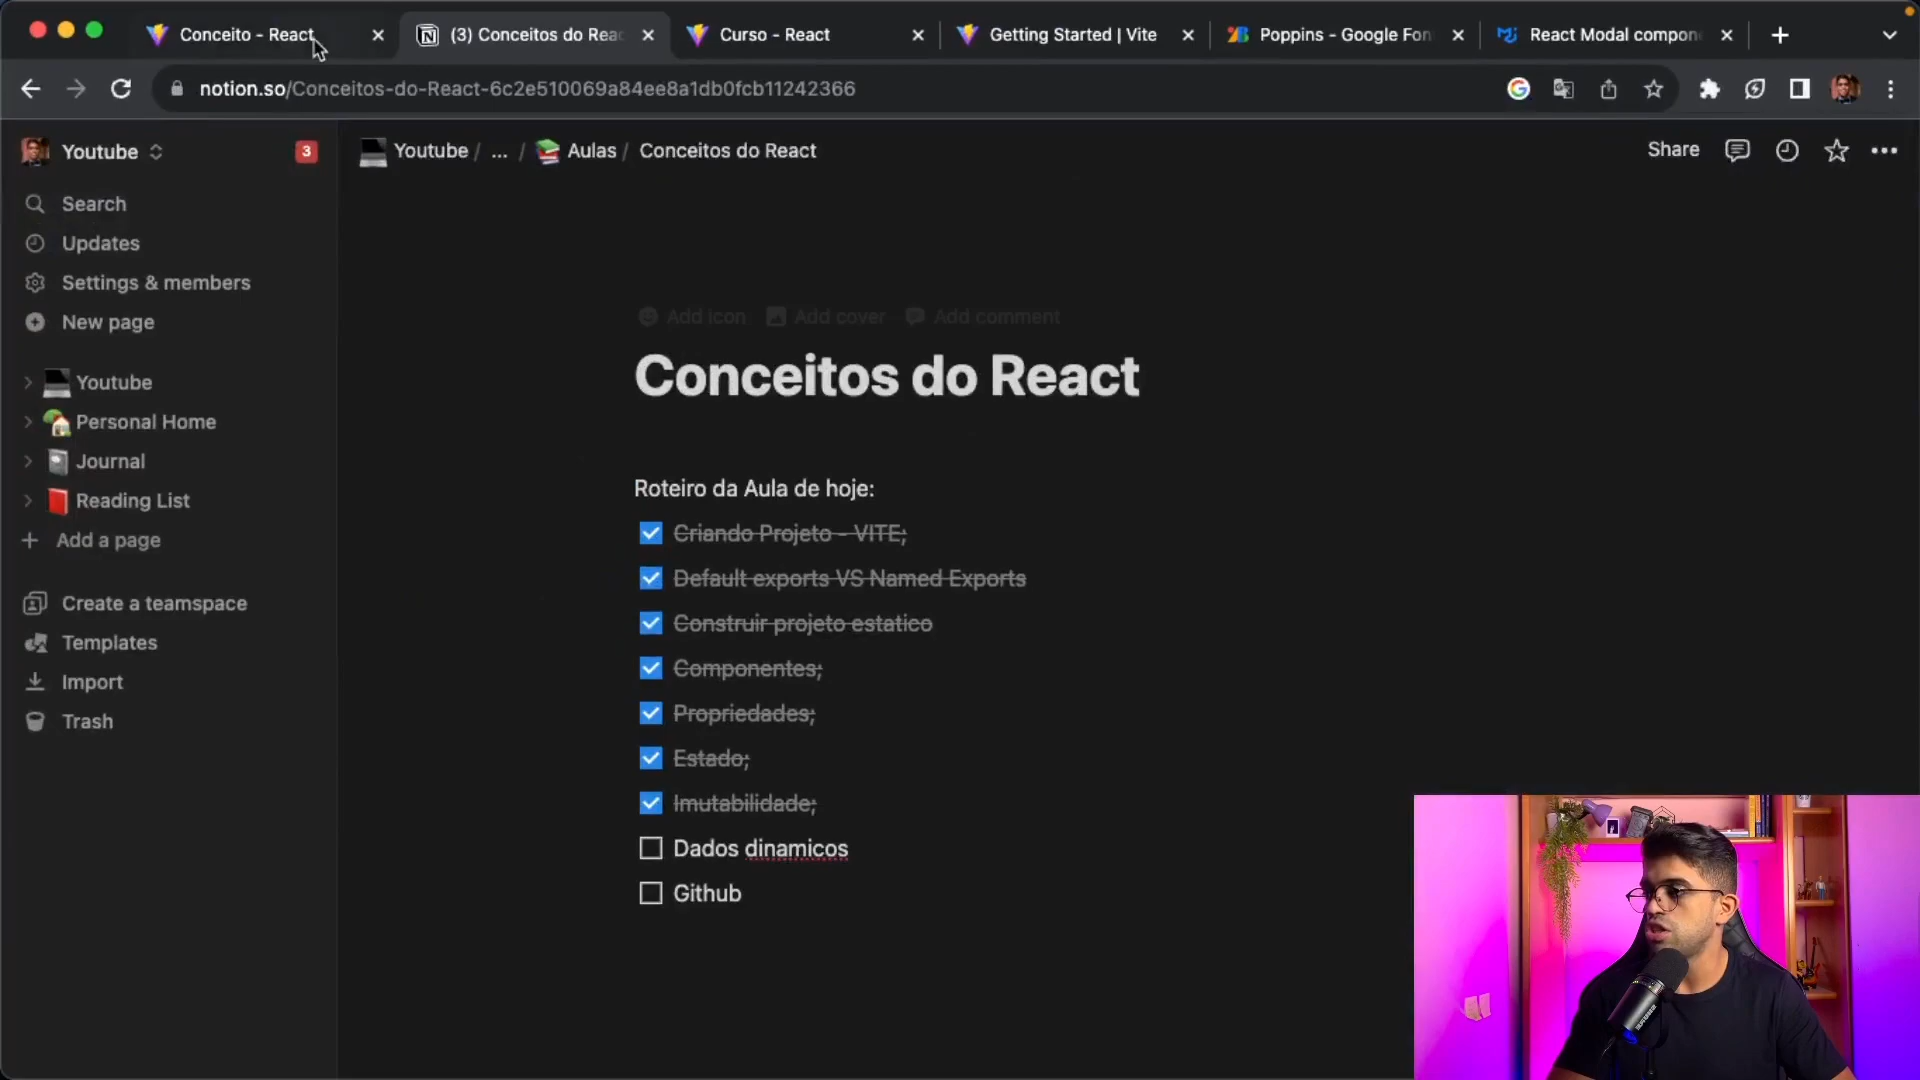 Conceito - React
(3) Conceitos do Rea
Curso - React
Getting Started | Vite
Poppins - Google Fon
React Modal compon
notion.so/Conceitos-do-React-6c2e510069a84ee8a1db0fcb11242366
Youtube
3
Youtube / ... / Aulas / Conceitos do React
Share
Search
Updates
Settings & members
New page
Youtube
Personal Home
Journal
Reading List
Add a page
Create a teamspace
Templates
Import
Trash
Add icon Add cover Add comment
Conceitos do React
Roteiro da Aula de hoje:
Criando Projeto - VITE;
Default exports VS Named Exports
Construir projeto estatico
Componentes;
Propriedades;
Estado;
Imutabilidade;
Dados dinamicos
Github